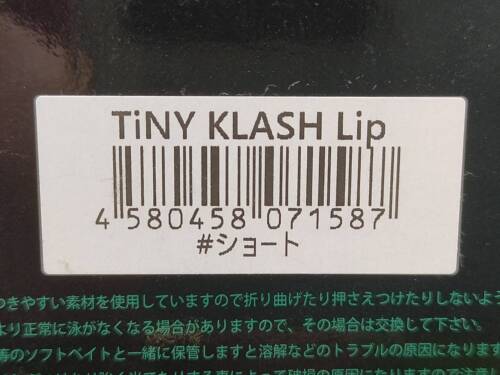 TiNY KLASH Lip
4 580458 071587
#ショート
つきやすい素材を使用していますので折り曲げたり押さえつけたりしないよう
より正常に泳がなくなる場合がありますので、その場合は交換して下さい。
等のソフトベイトと一緒に保管しますと溶解などのトラブルの原因になります